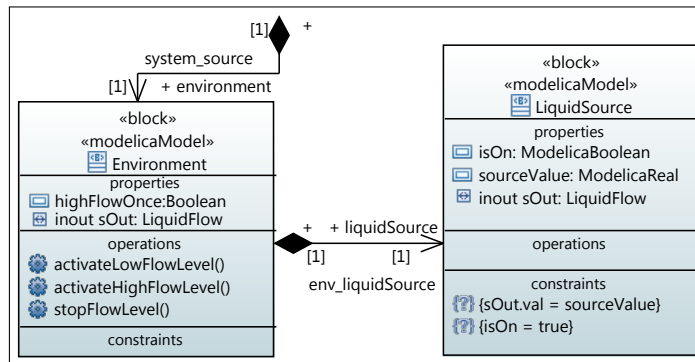 [1]
+
system_source
[1]
+ environment
«block»
«modelicaModel»
Environment
properties
highFlowOnce:Boolean
inout sOut: LiquidFlow
operations
activateLowFlowLevel()
activateHighFlowLevel()
stopFlowLevel()
constraints
+
+ liquidSource
[1]
[1]
env_liquidSource
«block»
«modelicaModel»
LiquidSource
properties
isOn: ModelicaBoolean
sourceValue: ModelicaReal
inout sOut: LiquidFlow
operations
constraints
{sOut.val = sourceValue}
{isOn = true}